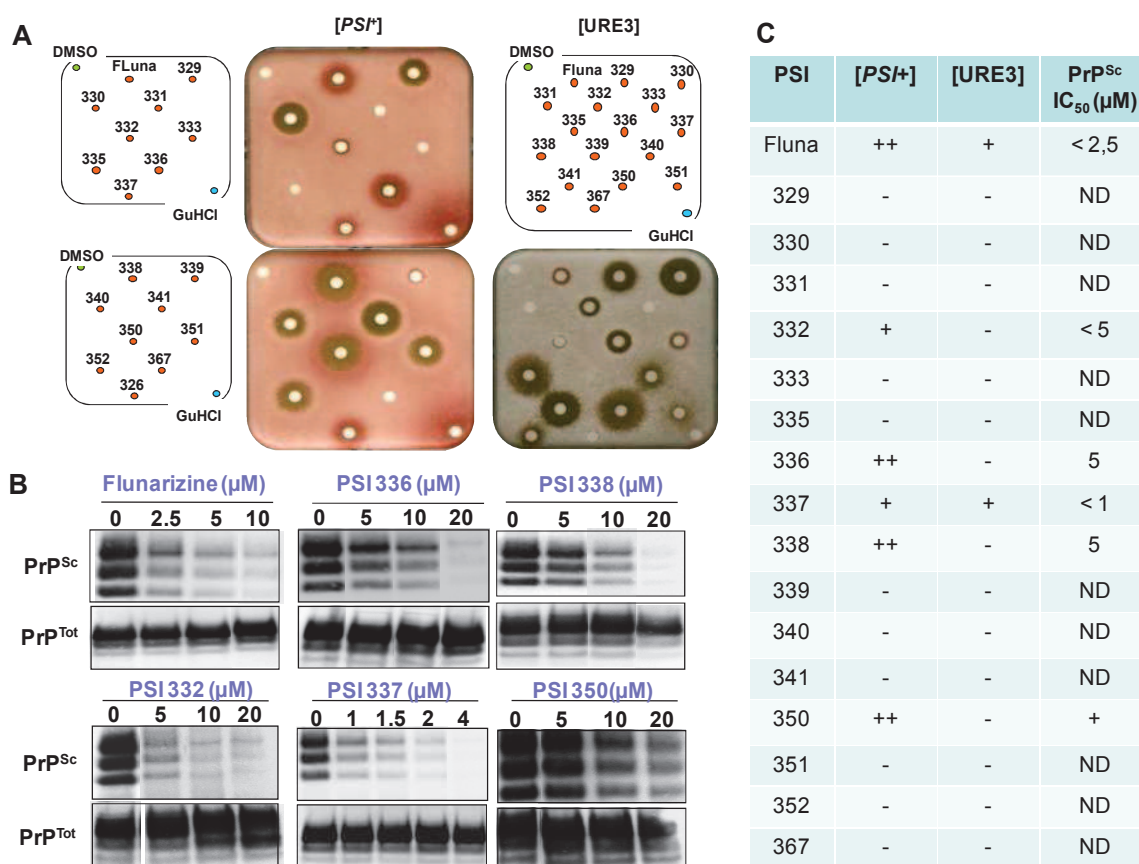 A
[PSI+]
[URE3]
DMSO
FLuna 329
330 331
332 333
335 336
337
GuHCl
DMSO
Fluna 329 330
331 332 333
335 336 337
338 339 340
341 350 351
352 367
GuHCl
DMSO
338 339
340 341
350 351
352 367
326
GuHCl
B
Flunarizine (µM)
0 2.5 5 10
PSI 336 (µM)
0 5 10 20
PSI 338 (µM)
0 5 10 20
PrPSc
PrPTot
PSI 332 (µM)
0 5 10 20
PSI 337 (µM)
0 1 1.5 2 4
PSI 350(µM)
0 5 10 20
PrPSc
PrPTot
C
PSI [PSI+] [URE3] PrPSc
IC50 (µM)
Fluna ++ + < 2,5
329 - - ND
330 - - ND
331 - - ND
332 + - < 5
333 - - ND
335 - - ND
336 ++ - 5
337 + + < 1
338 ++ - 5
339 - - ND
340 - - ND
341 - - ND
350 ++ - +
351 - - ND
352 - - ND
367 - - ND